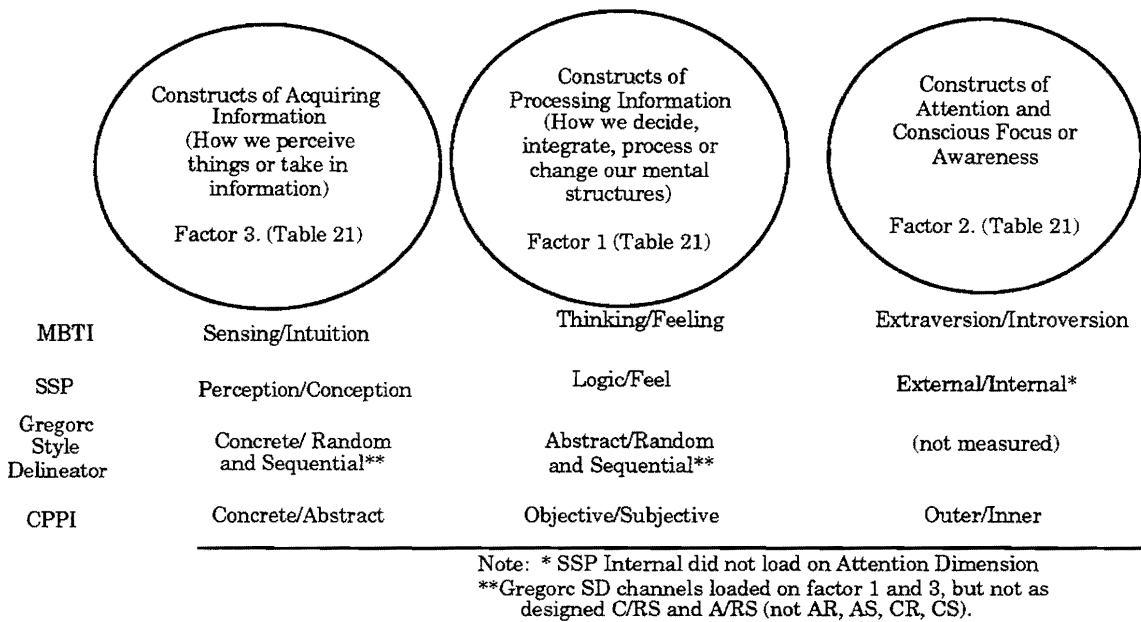 Constructs of Acquiring
Information
(How we perceive
things or take in
information)
Factor 3. (Table 21)
Constructs of
Processing Information
(How we decide,
integrate, process or
change our mental
structures)
Factor 1 (Table 21)
Constructs of
Attention and
Conscious Focus or
Awareness
Factor 2. (Table 21)
MBTI
Sensing/Intuition
Thinking/Feeling
Extraversion/Introversion
SSP
Perception/Conception
Logic/Feel
External/Internal*
Gregorc
Style
Delineator
Concrete/ Random
and Sequential**
Abstract/Random
and Sequential**
(not measured)
CPPI
Concrete/Abstract
Objective/Subjective
Outer/Inner
Note: * SSP Internal did not load on Attention Dimension
**Gregorc SD channels loaded on factor 1 and 3, but not as
designed C/RS and A/RS (not AR, AS, CR, CS).